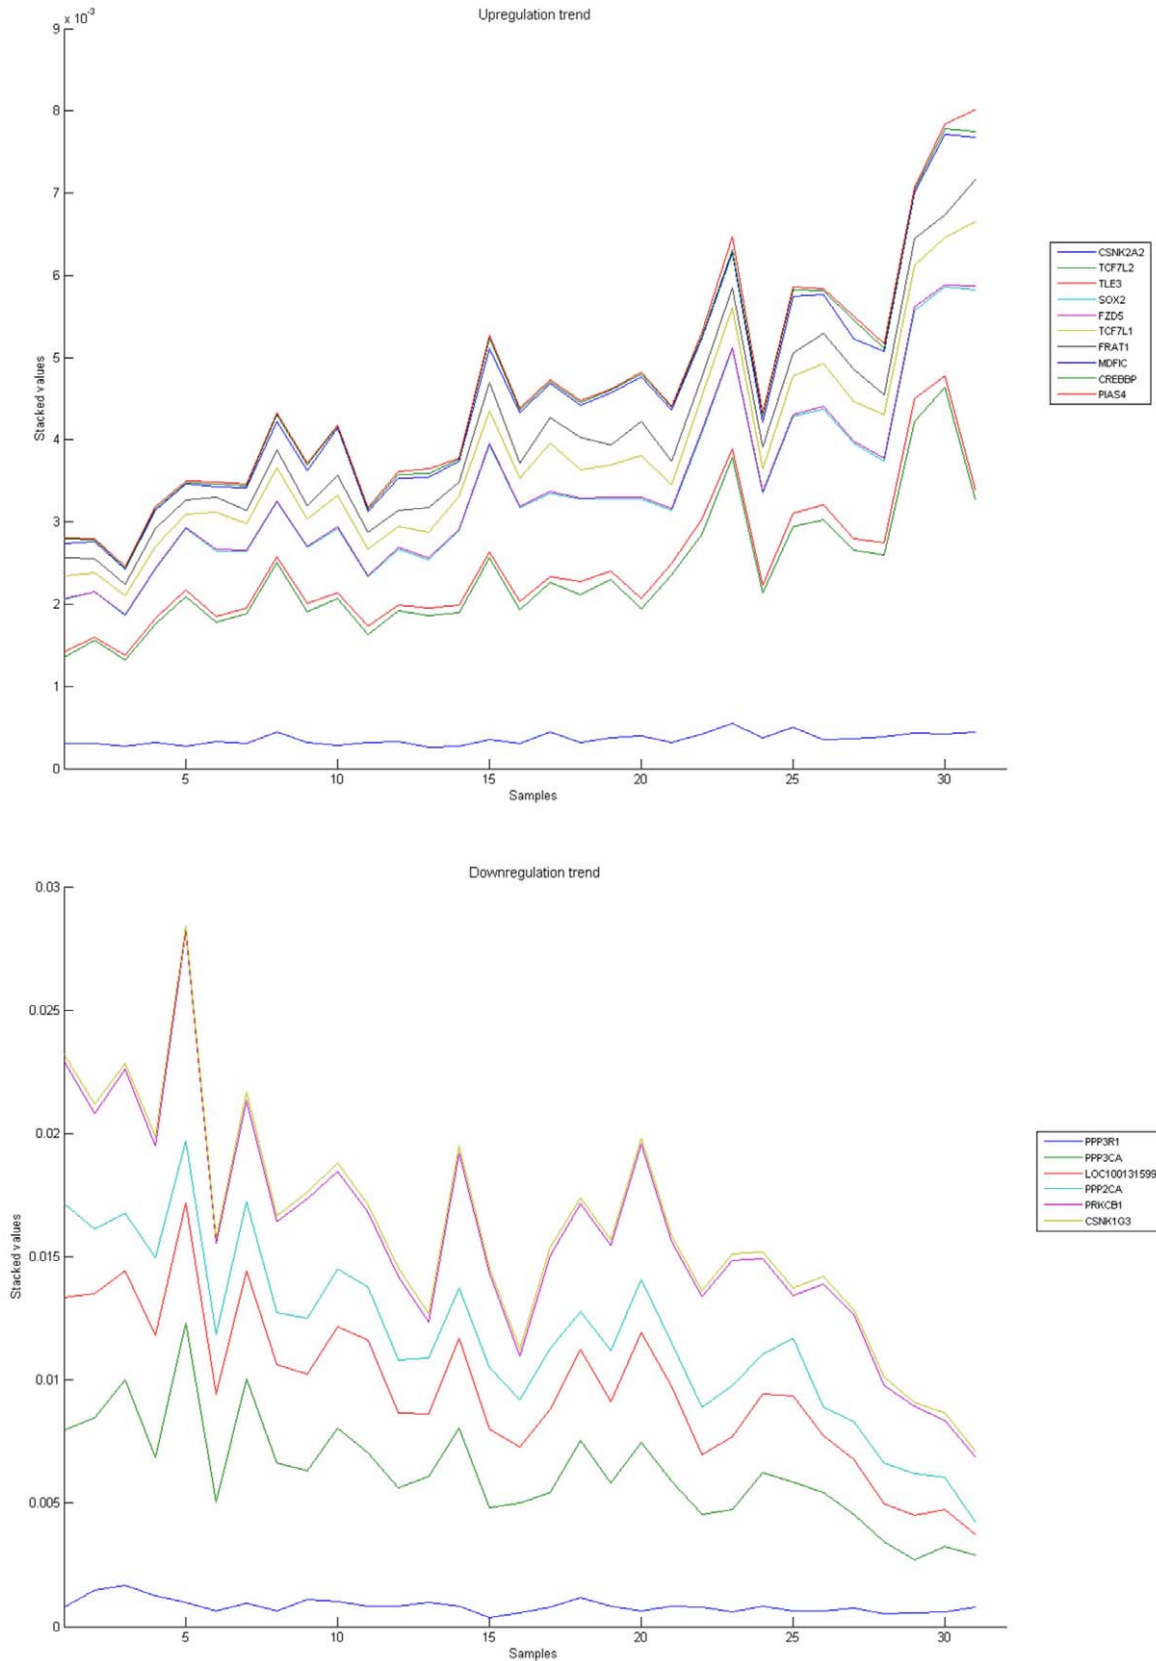 Upregulation trend
x 10-3
9
8
7
6
5
4
3
2
1
0
Stacked values
5 10 15 20 25 30
Samples
CSNK2A2
TCF7L2
TLE3
SOX2
FZD5
TCF7L1
FRAT1
MDFIC
CREBBP
PIAS4
Downregulation trend
0.03
0.025
0.02
0.015
0.01
0.005
0
Stacked values
5 10 15 20 25 30
Samples
PPP3R1
PPP3CA
LOC100131599
PPP2CA
PRKCB1
CSNK1G3